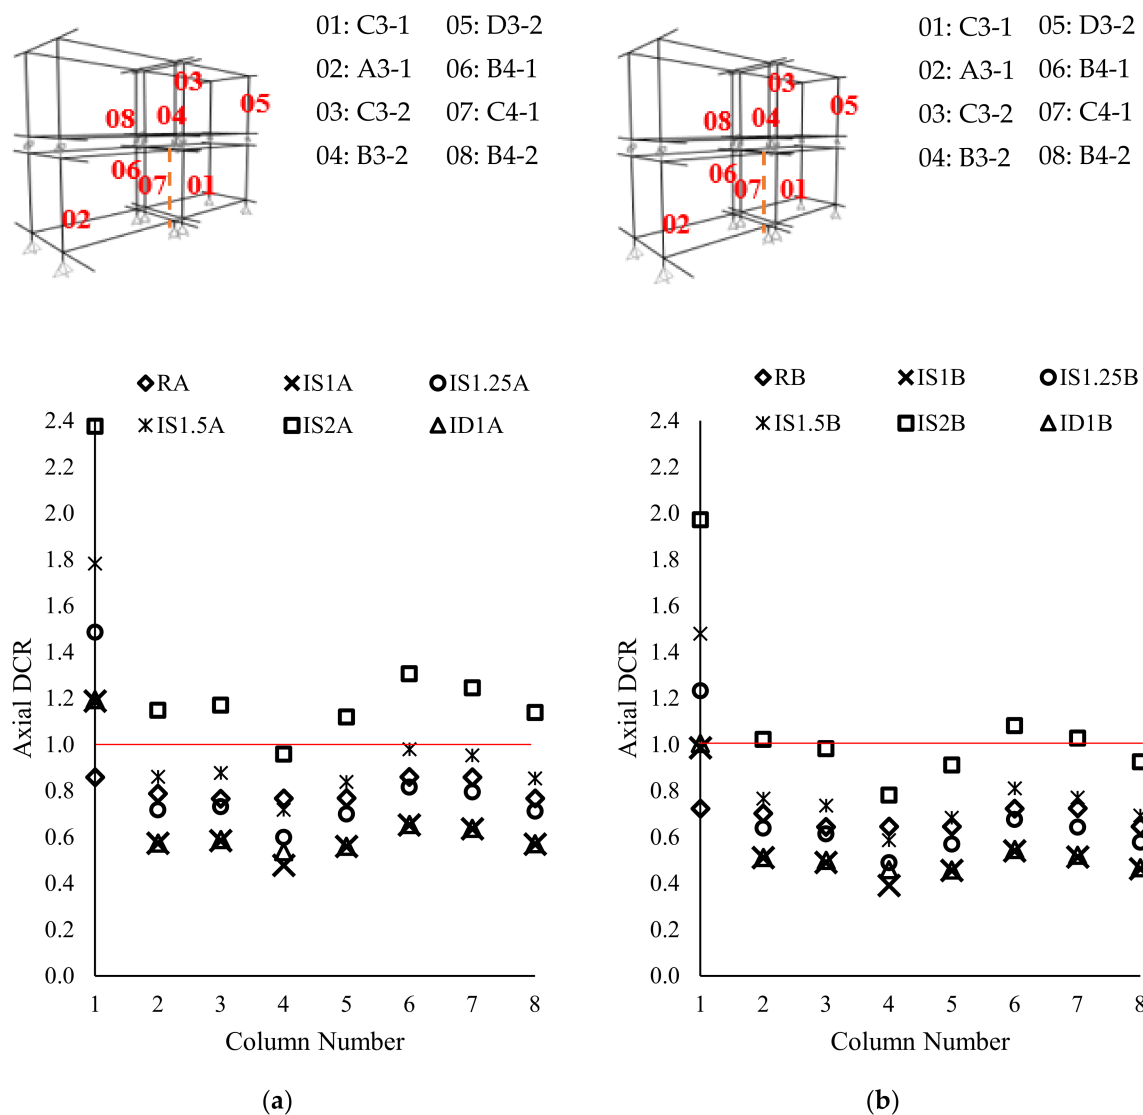 01: C3-1 05: D3-2
02: A3-1 06: B4-1
03: C3-2 07: C4-1
04: B3-2 08: B4-2
03
05
08 04
06
07 01
02
RA IS1A IS1.25A
IS1.5A IS2A ID1A
2.4
2.2
2.0
1.8
1.6
1.4
1.2
1.0
0.8
0.6
0.4
0.2
0.0
Axial DCR
1 2 3 4 5 6 7 8
Column Number
(a)
01: C3-1 05: D3-2
02: A3-1 06: B4-1
03: C3-2 07: C4-1
04: B3-2 08: B4-2
03
05
08 04
06
07 01
02
RB IS1B IS1.25B
IS1.5B IS2B ID1B
2.4
2.2
2.0
1.8
1.6
1.4
1.2
1.0
0.8
0.6
0.4
0.2
0.0
Axial DCR
1 2 3 4 5 6 7 8
Column Number
(b)